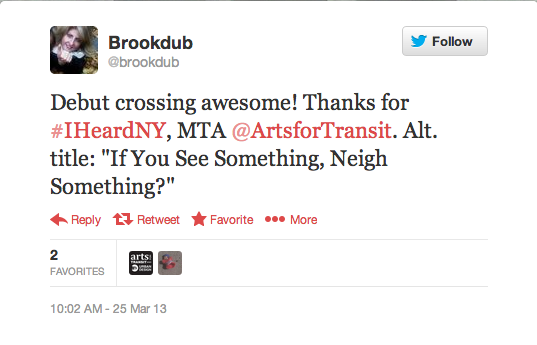 Brookdub
@brookdub
Follow
Debut crossing awesome! Thanks for
#IHeardNY, MTA @ArtsforTransit. Alt.
title: "If You See Something, Neigh
Something?"
Reply Retweet Favorite More
2
FAVORITES
arts
10:02 AM - 25 Mar 13